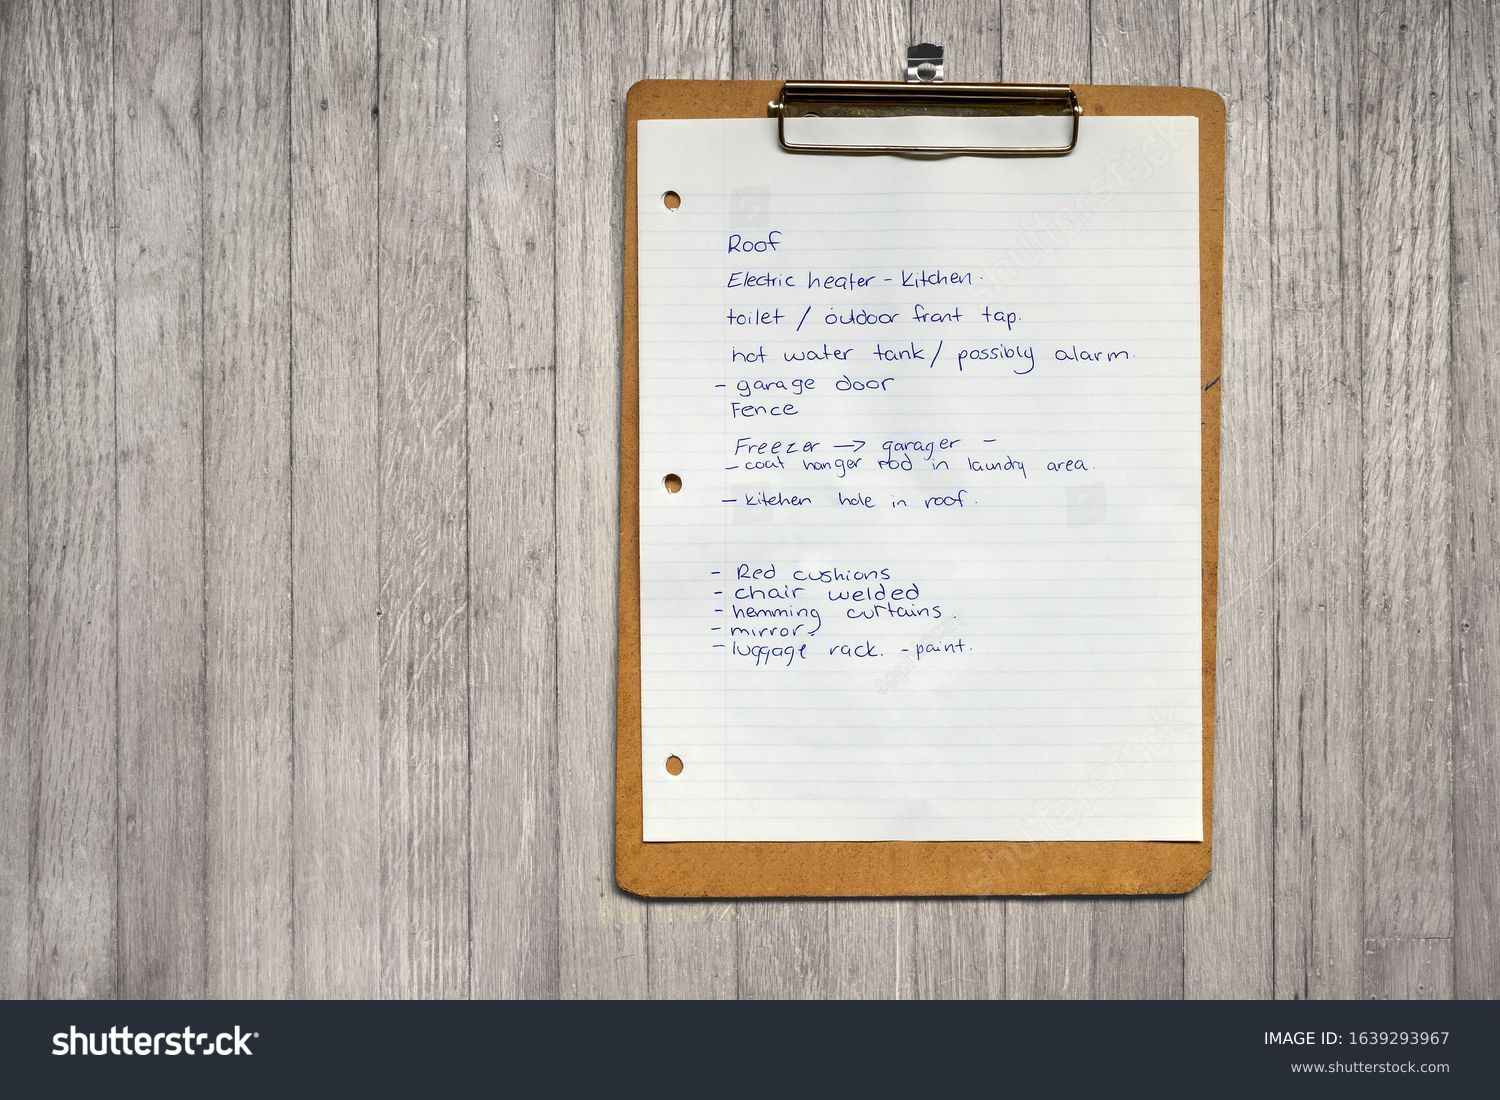 Roof
Electric heater - kitchen.
toilet / outdoor front tap.
hot water tank / possibly alarm.
- garage door
Fence
Freezer → garager -
- coat hanger rod in laundry area.
- kitchen hole in roof.
- Red cushions
- chair welded
- hemming curtains.
- mirror
- luggage rack. - paint.
shutterstock
IMAGE ID: 1639293967
www.shutterstock.com